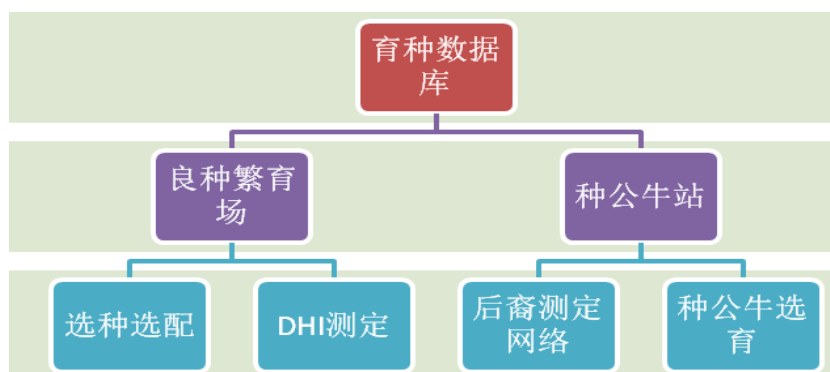 育种数据
库
良种繁育
场
种公牛站
选种选配
DHI测定
后裔测定
网络
种公牛选
育